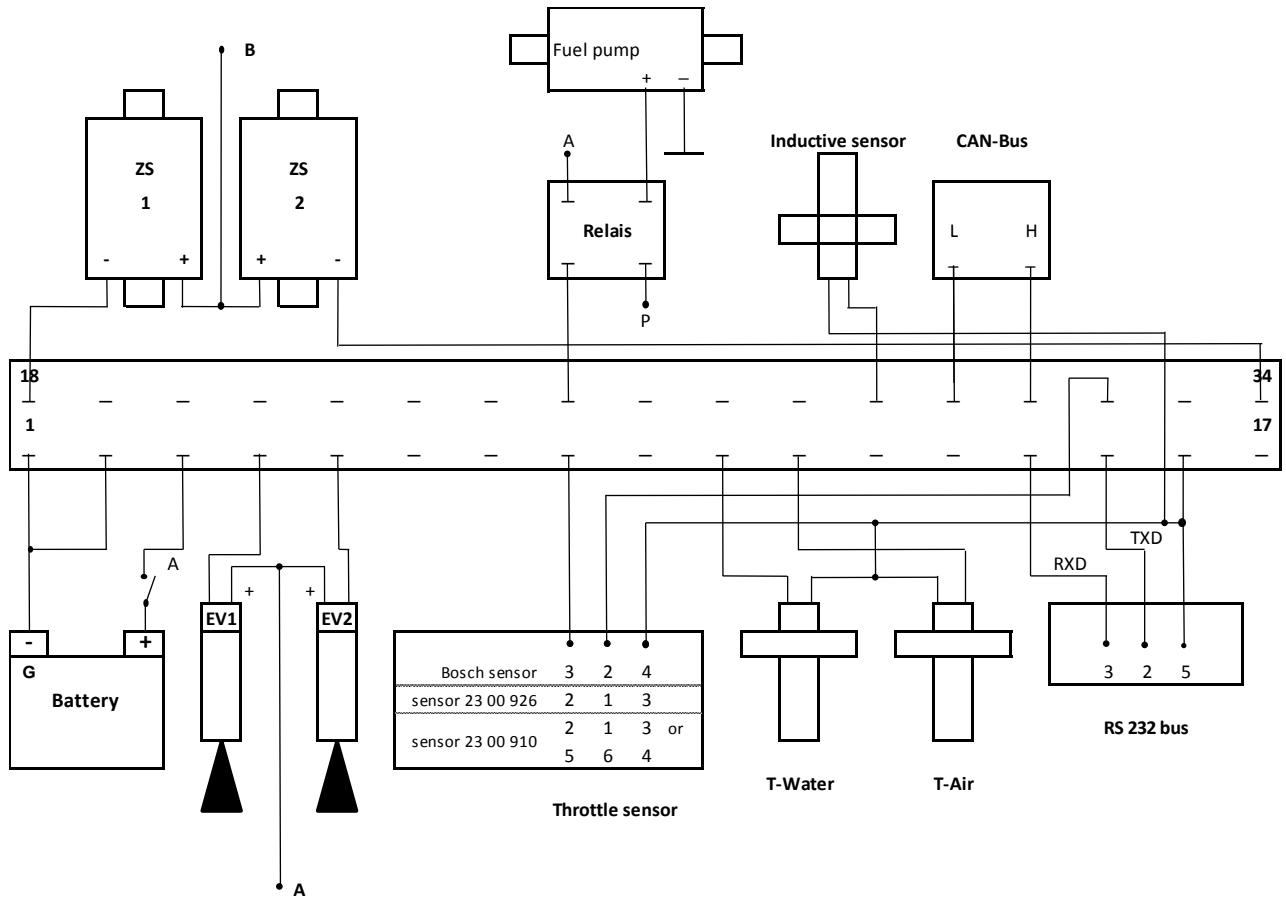 B
Fuel pump
+ –
A
Inductive sensor
CAN-Bus
ZS
1
ZS
2
Relais
L H
- +
+ -
P
18 34
1 17
TXD
A
RXD
+ +
EV1
EV2
- +
G
Battery
Bosch sensor 3 2 4
sensor 23 00 926 2 1 3
sensor 23 00 910 2 1 3 or
5 6 4
3 2 5
RS 232 bus
T-Water
T-Air
Throttle sensor
A